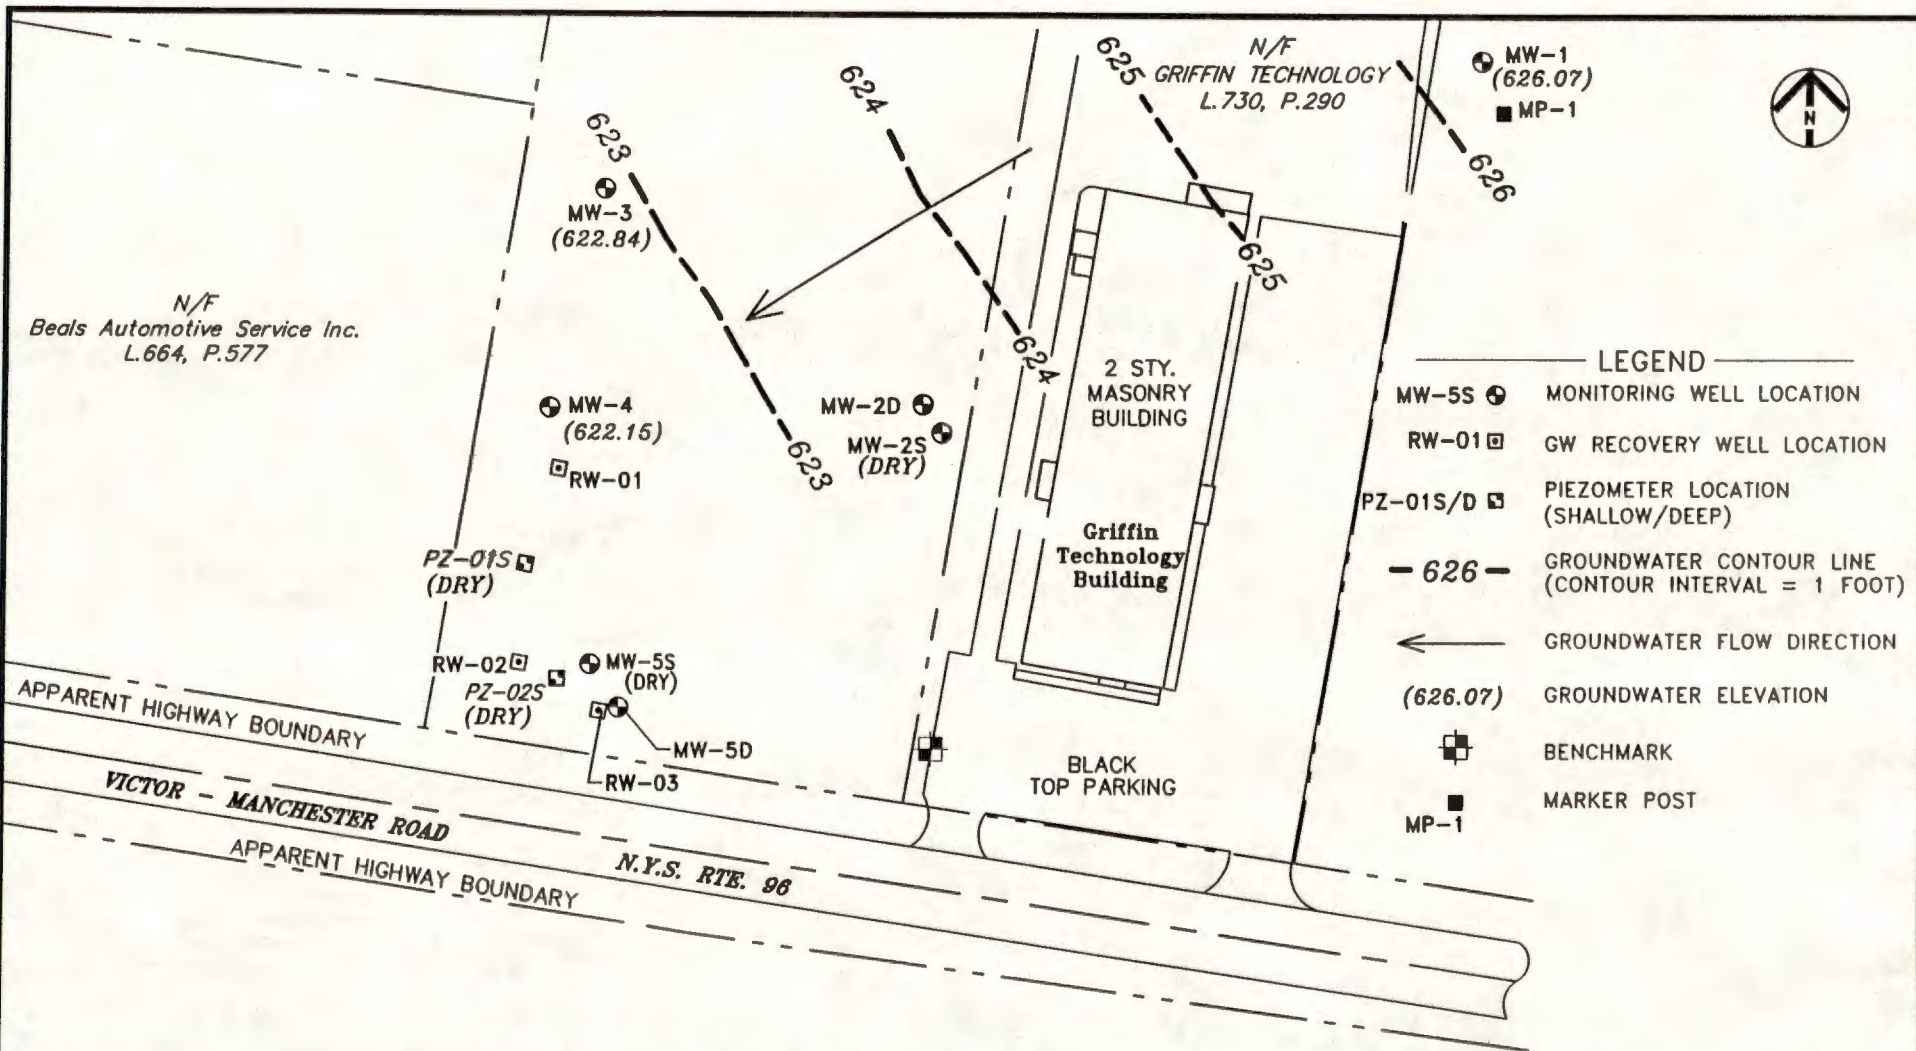 N/F
GRIFFIN TECHNOLOGY
L.730, P.290
MW-1
(626.07)
MP-1
N
623
623
624
624
625
625
626
MW-3
(622.84)
N/F
Beals Automotive Service Inc.
L.664, P.577
MW-4
(622.15)
RW-01
MW-2D
MW-2S
(DRY)
2 STY.
MASONRY
BUILDING
Griffin
Technology
Building
PZ-01S
(DRY)
RW-02
PZ-02S
(DRY)
MW-5S
(DRY)
MW-5D
RW-03
BLACK
TOP PARKING
APPARENT HIGHWAY BOUNDARY
VICTOR - MANCHESTER ROAD
N.Y.S. RTE. 96
APPARENT HIGHWAY BOUNDARY
LEGEND
MW-5S MONITORING WELL LOCATION
RW-01 GW RECOVERY WELL LOCATION
PZ-01S/D PIEZOMETER LOCATION
(SHALLOW/DEEP)
626 GROUNDWATER CONTOUR LINE
(CONTOUR INTERVAL = 1 FOOT)
GROUNDWATER FLOW DIRECTION
(626.07) GROUNDWATER ELEVATION
BENCHMARK
MARKER POST
MP-1